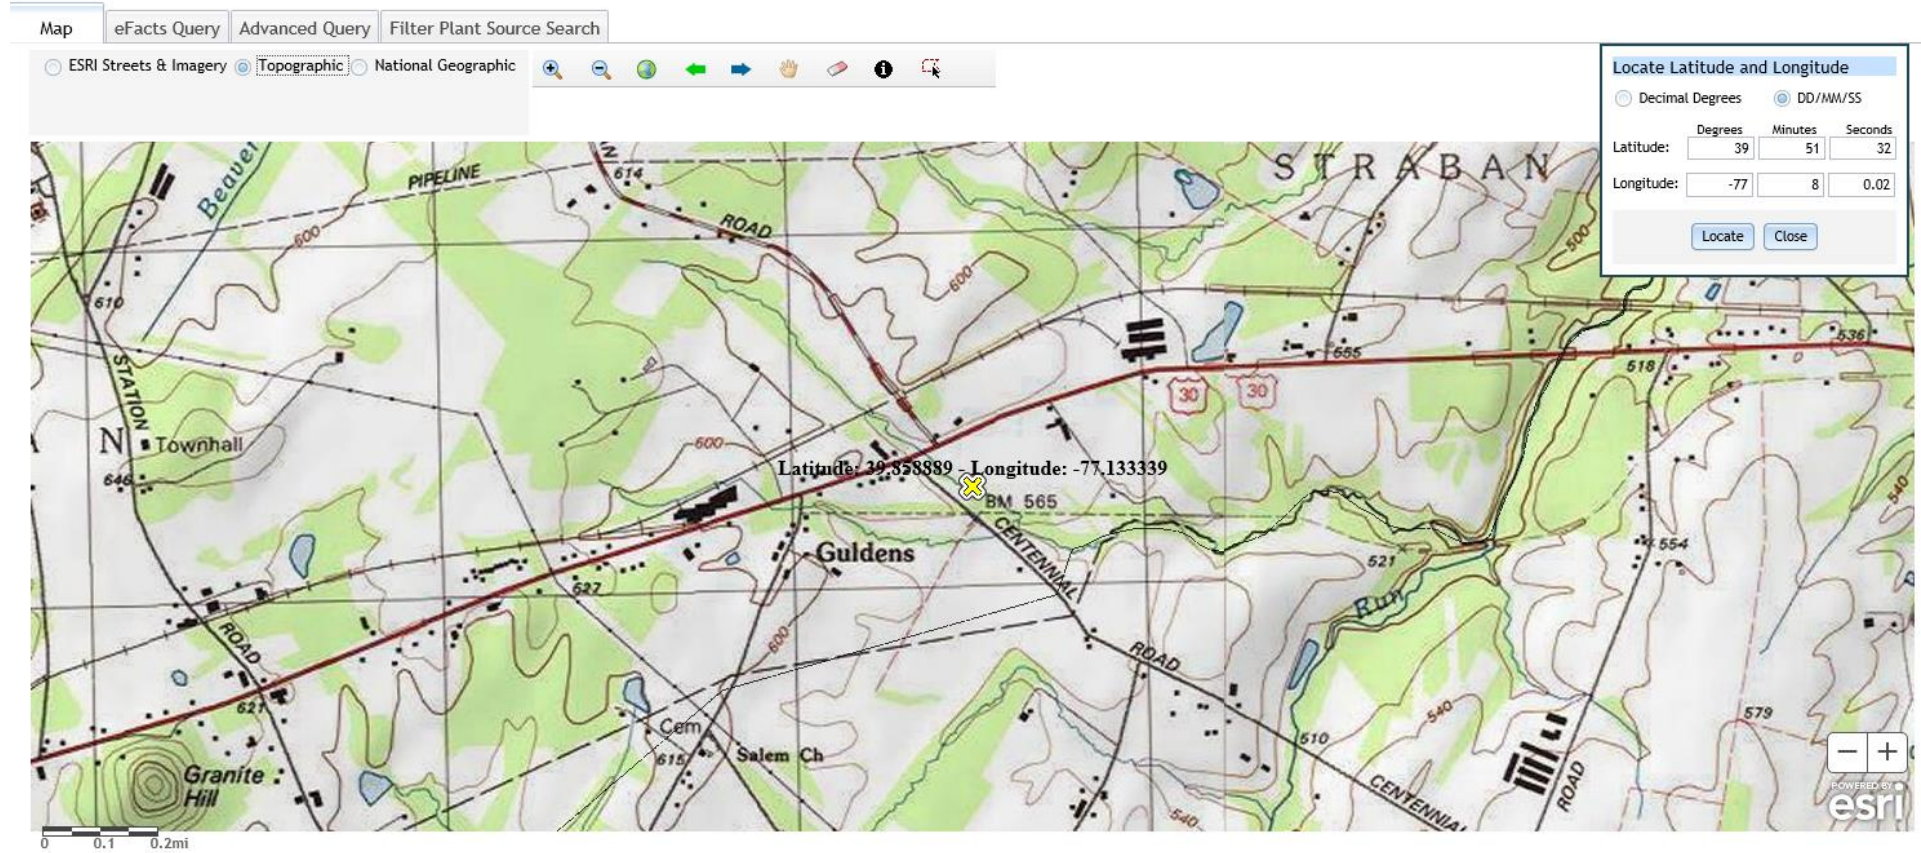 Map eFacts Query Advanced Query Filter Plant Source Search
ESRI Streets & Imagery Topographic National Geographic
Locate Latitude and Longitude
Decimal Degrees DD/MM/SS
Degrees Minutes Seconds
Latitude: 39 51 32
Longitude: -77 8 0.02
Locate Close
STRABAN
Beaver
PIPELINE
614
ROAD
600
600
500
610
STATION
655
536
518
30
30
N
Townhall
646
600
Latitude: 39.858889 - Longitude: -77.133339
BM 565
540
CENTENNIAL
Guldens
521
554
627
Run
600
ROAD
ROAD
621
Cem
615
Salem Ch
540
579
510
Granite
Hill
CENTENNIAL
ROAD
540
POWERED BY
esri
0 0.1 0.2mi